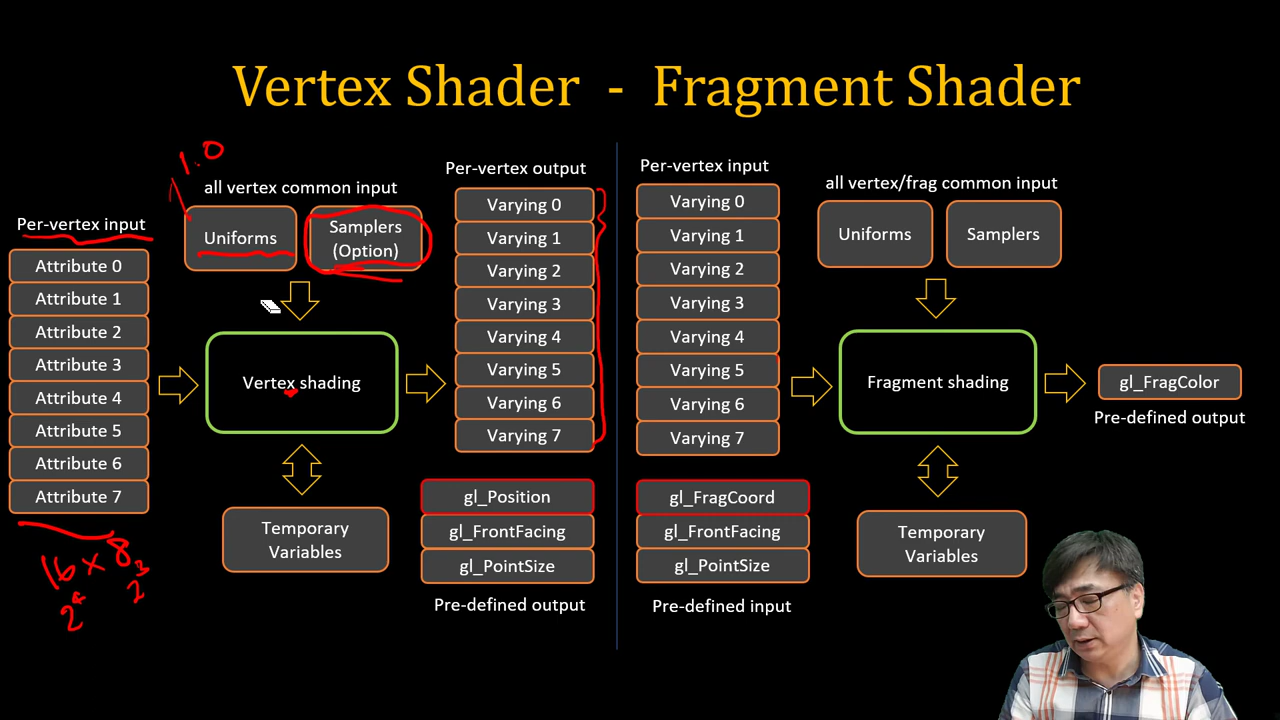 Vertex Shader - Fragment Shader
1.0
all vertex common input
Uniforms
Samplers
(Option)
Per-vertex input
Attribute 0
Attribute 1
Attribute 2
Attribute 3
Attribute 4
Attribute 5
Attribute 6
Attribute 7
16 x 8
2 3
2
Vertex shading
Temporary
Variables
Per-vertex output
Varying 0
Varying 1
Varying 2
Varying 3
Varying 4
Varying 5
Varying 6
Varying 7
gl_Position
gl_FrontFacing
gl_PointSize
Pre-defined output
Per-vertex input
Varying 0
Varying 1
Varying 2
Varying 3
Varying 4
Varying 5
Varying 6
Varying 7
gl_FragCoord
gl_FrontFacing
gl_PointSize
Pre-defined input
all vertex/frag common input
Uniforms
Samplers
Fragment shading
Temporary
Variables
gl_FragColor
Pre-defined output